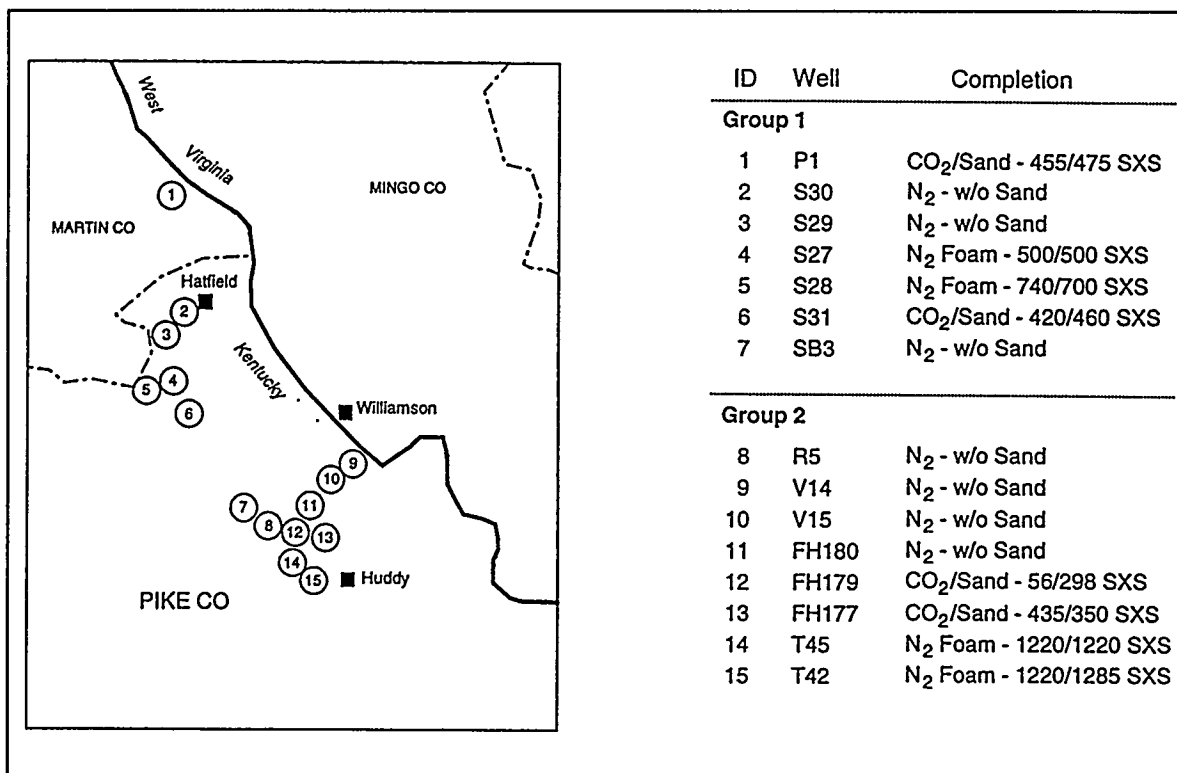 West
Virginia
MINGO CO
1
MARTIN CO
Hatfield
2
3
Kentucky
4
5
6
Williamson
9
10
7
11
8
12
13
14
15
Huddy
PIKE CO
ID Well Completion
Group 1
1 P1 CO₂/Sand - 455/475 SXS
2 S30 N₂ - w/o Sand
3 S29 N₂ - w/o Sand
4 S27 N₂ Foam - 500/500 SXS
5 S28 N₂ Foam - 740/700 SXS
6 S31 CO₂/Sand - 420/460 SXS
7 SB3 N₂ - w/o Sand
Group 2
8 R5 N₂ - w/o Sand
9 V14 N₂ - w/o Sand
10 V15 N₂ - w/o Sand
11 FH180 N₂ - w/o Sand
12 FH179 CO₂/Sand - 56/298 SXS
13 FH177 CO₂/Sand - 435/350 SXS
14 T45 N₂ Foam - 1220/1220 SXS
15 T42 N₂ Foam - 1220/1285 SXS